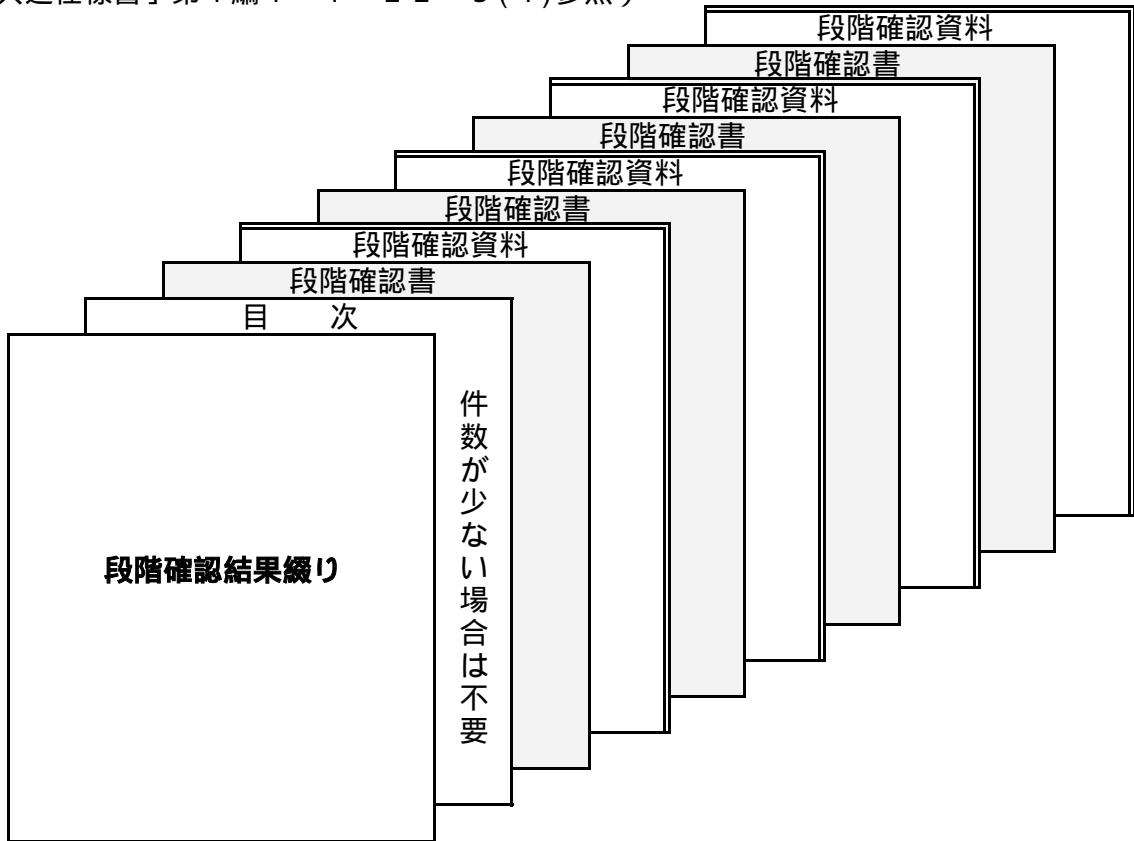 段階確認資料
段階確認書
段階確認資料
段階確認書
段階確認資料
段階確認書
段階確認資料
段階確認書
目 次
件数が少ない場合は不要
段階確認結果綴り